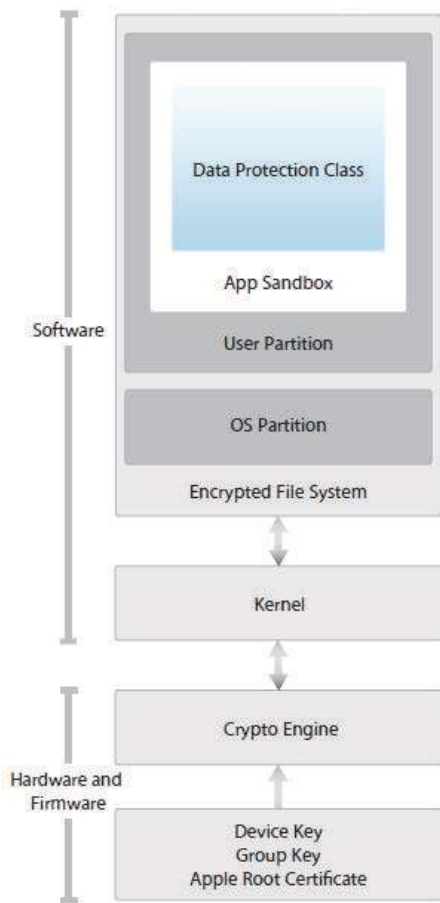 Data Protection Class
App Sandbox
Software
User Partition
OS Partition
Encrypted File System
Kernel
Crypto Engine
Hardware and
Firmware
Device Key
Group Key
Apple Root Certificate